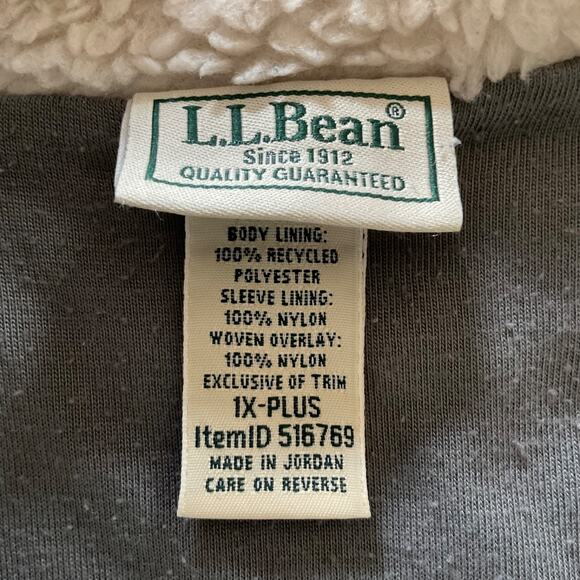 L.L.Bean®
Since 1912
QUALITY GUARANTEED
BODY LINING:
100% RECYCLED
POLYESTER
SLEEVE LINING:
100% NYLON
WOVEN OVERLAY:
100% NYLON
EXCLUSIVE OF TRIM
1X-PLUS
ItemID 516769
MADE IN JORDAN
CARE ON REVERSE